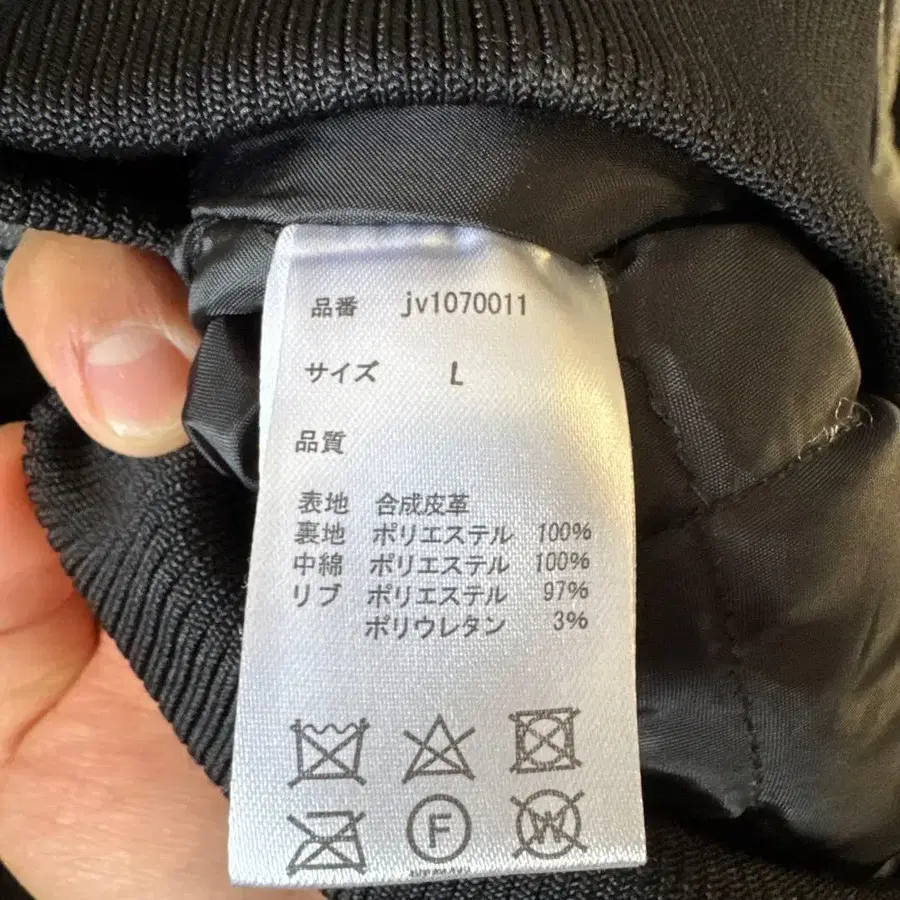 品番 jv1070011
サイズ L
品質
表地 合成皮革
裏地 ポリエステル 100%
中綿 ポリエステル 100%
リブ ポリエステル 97%
ポリウレタン 3%
F W